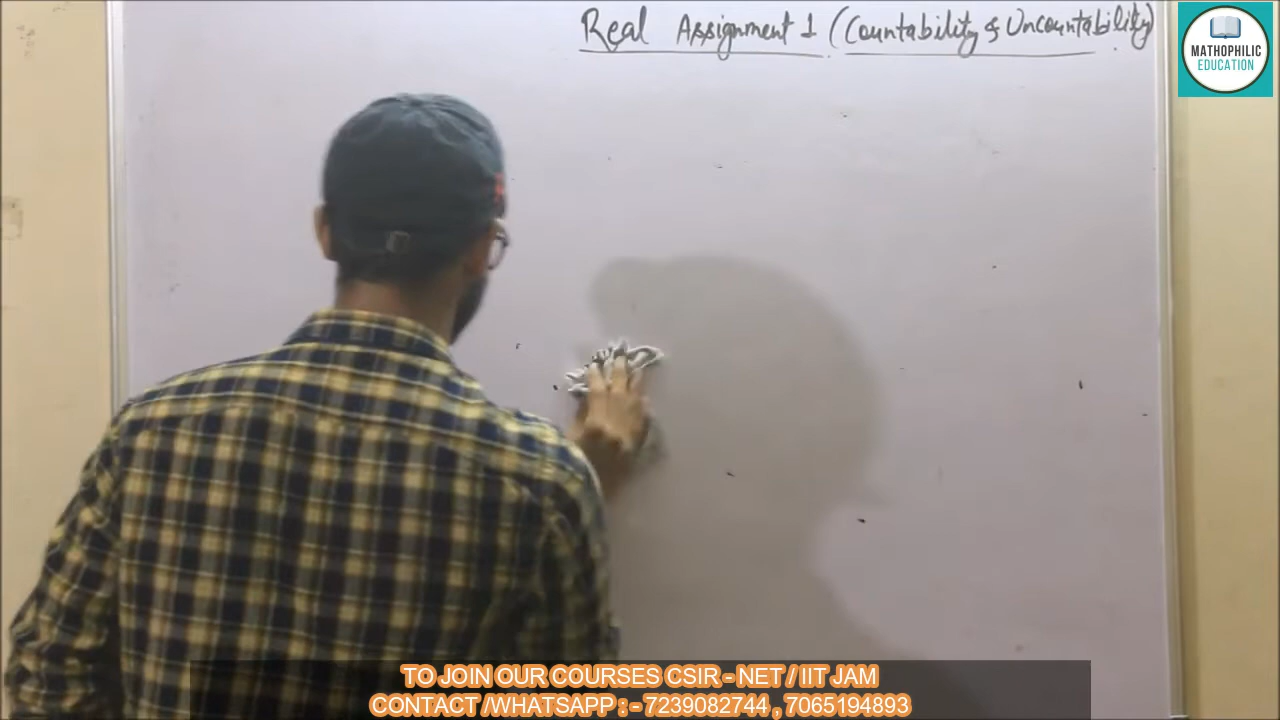 Real Assignment 1 (Countability & Uncountability)
MATHOPHILIC
EDUCATION
TO JOIN OUR COURSES CSIR - NET / IIT JAM
CONTACT /WHATSAPP : - 7239082744 , 7065194893